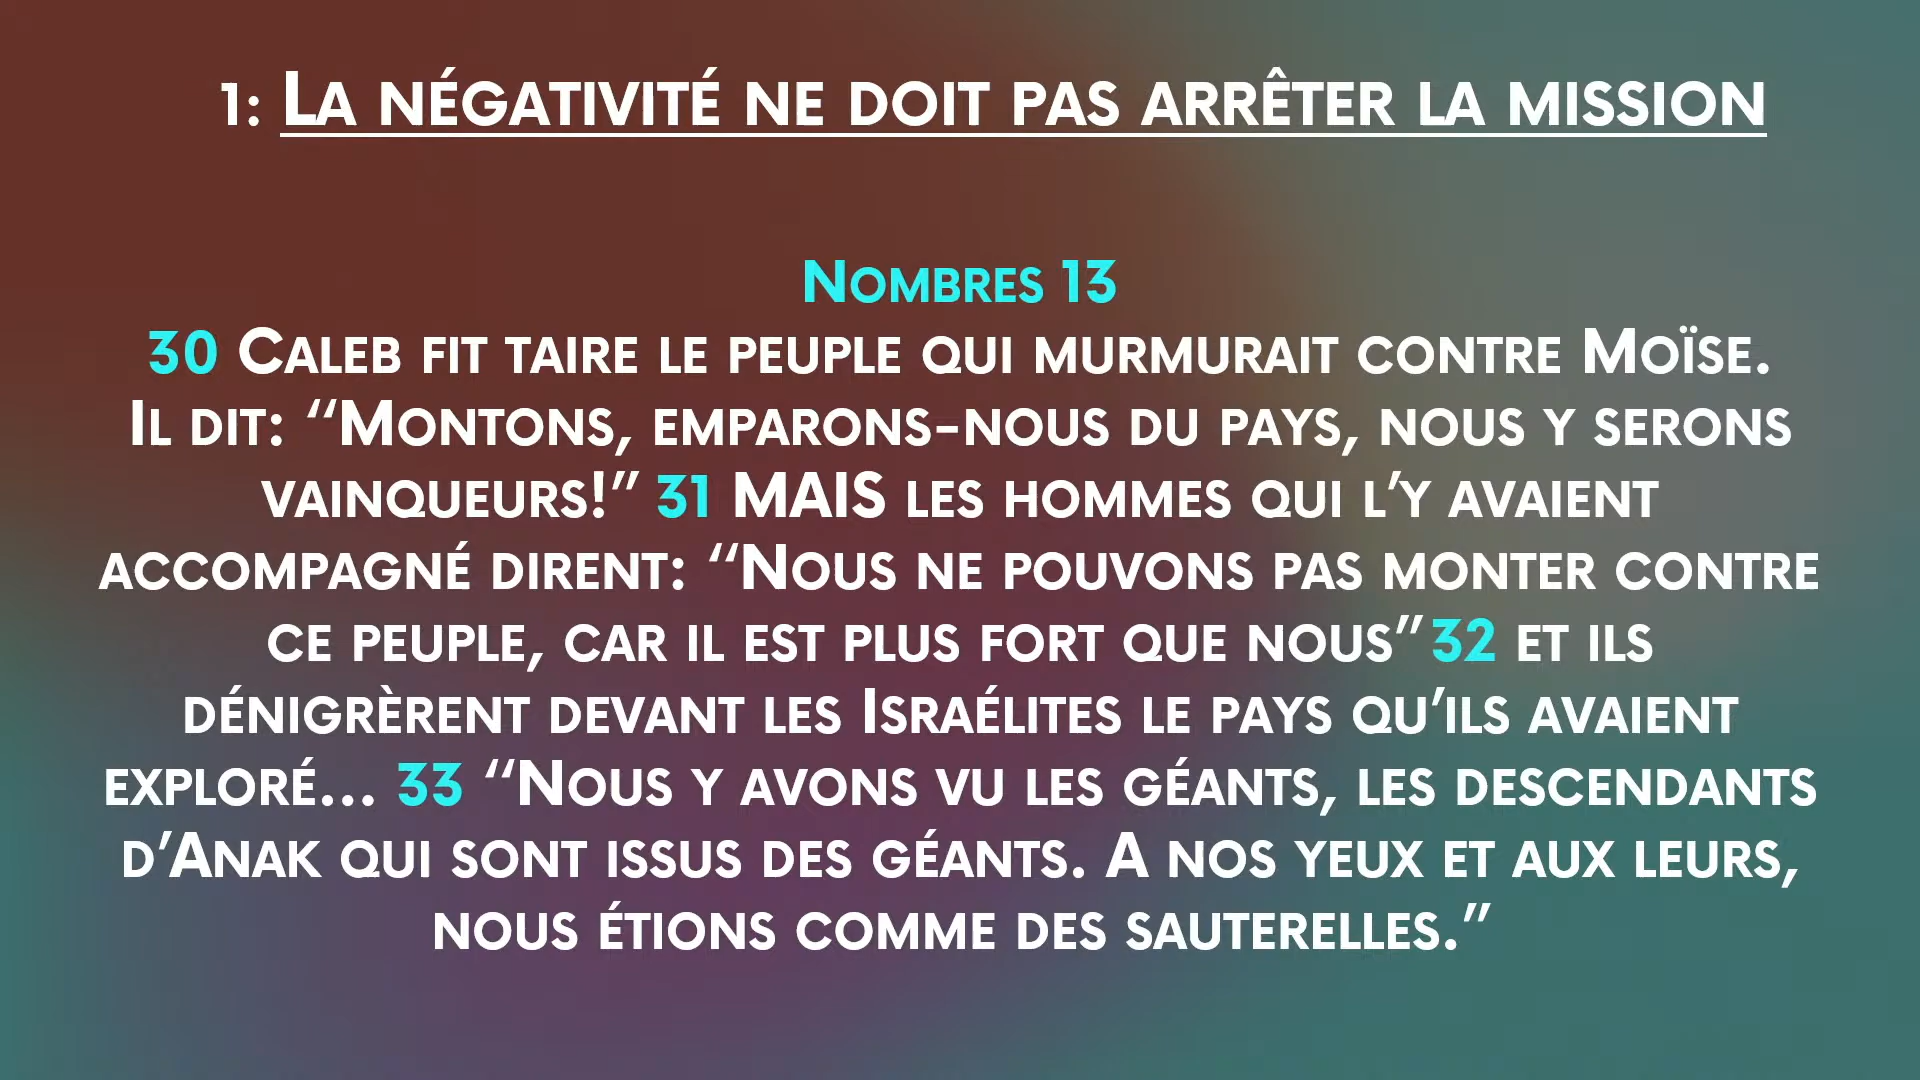 1: La négativité ne doit pas arrêter la mission
Nombres 13
30 Caleb fit taire le peuple qui murmurait contre Moïse.
Il dit: “Montons, emparons-nous du pays, nous y serons
vainqueurs!” 31 MAIS les hommes qui l’y avaient
accompagné dirent: “Nous ne pouvons pas monter contre
ce peuple, car il est plus fort que nous”32 et ils
dénigrèrent devant les Israélites le pays qu’ils avaient
exploré... 33 “Nous y avons vu les géants, les descendants
d’Anak qui sont issus des géants. A nos yeux et aux leurs,
nous étions comme des sauterelles.”